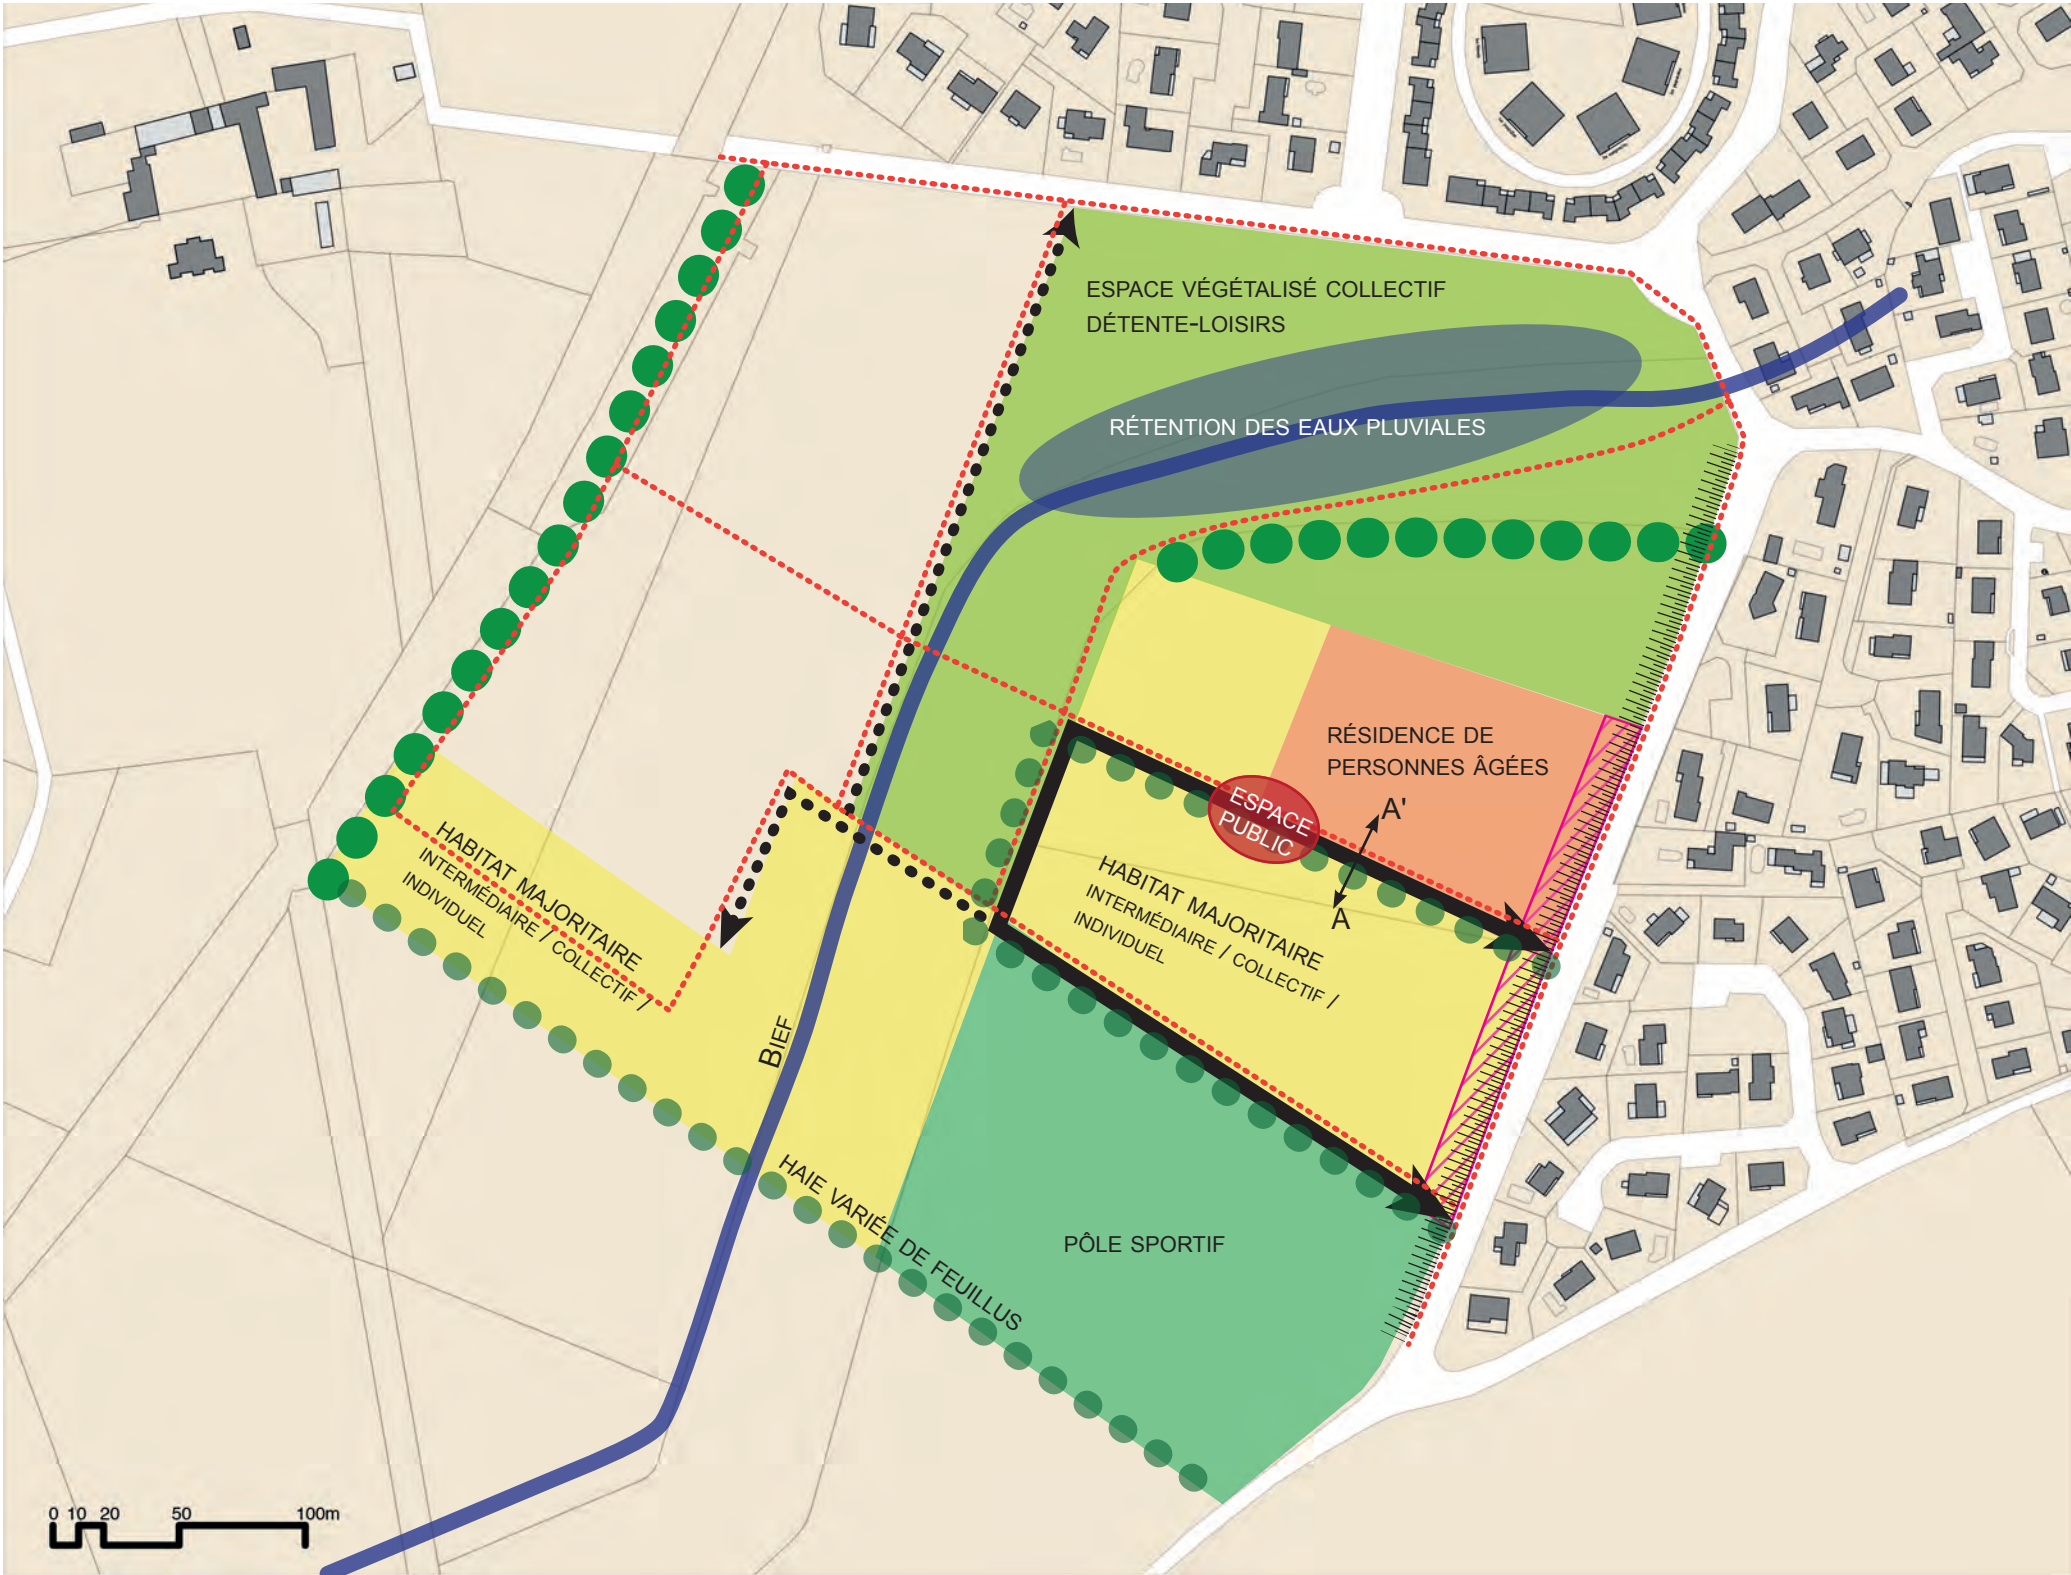 ESPACE VÉGÉTALISÉ COLLECTIF
DÉTENTE-LOISIRS
RÉTENTION DES EAUX PLUVIALES
RÉSIDENCE DE
PERSONNES ÂGÉES
ESPACE
PUBLIC
A'
A
HABITAT MAJORITAIRE
INTERMÉDIAIRE / COLLECTIF /
INDIVIDUEL
HABITAT MAJORITAIRE
INTERMÉDIAIRE / COLLECTIF /
INDIVIDUEL
BIEF
HAIE VARIÉE DE FEUILLUS
PÔLE SPORTIF
0 10 20 50 100m